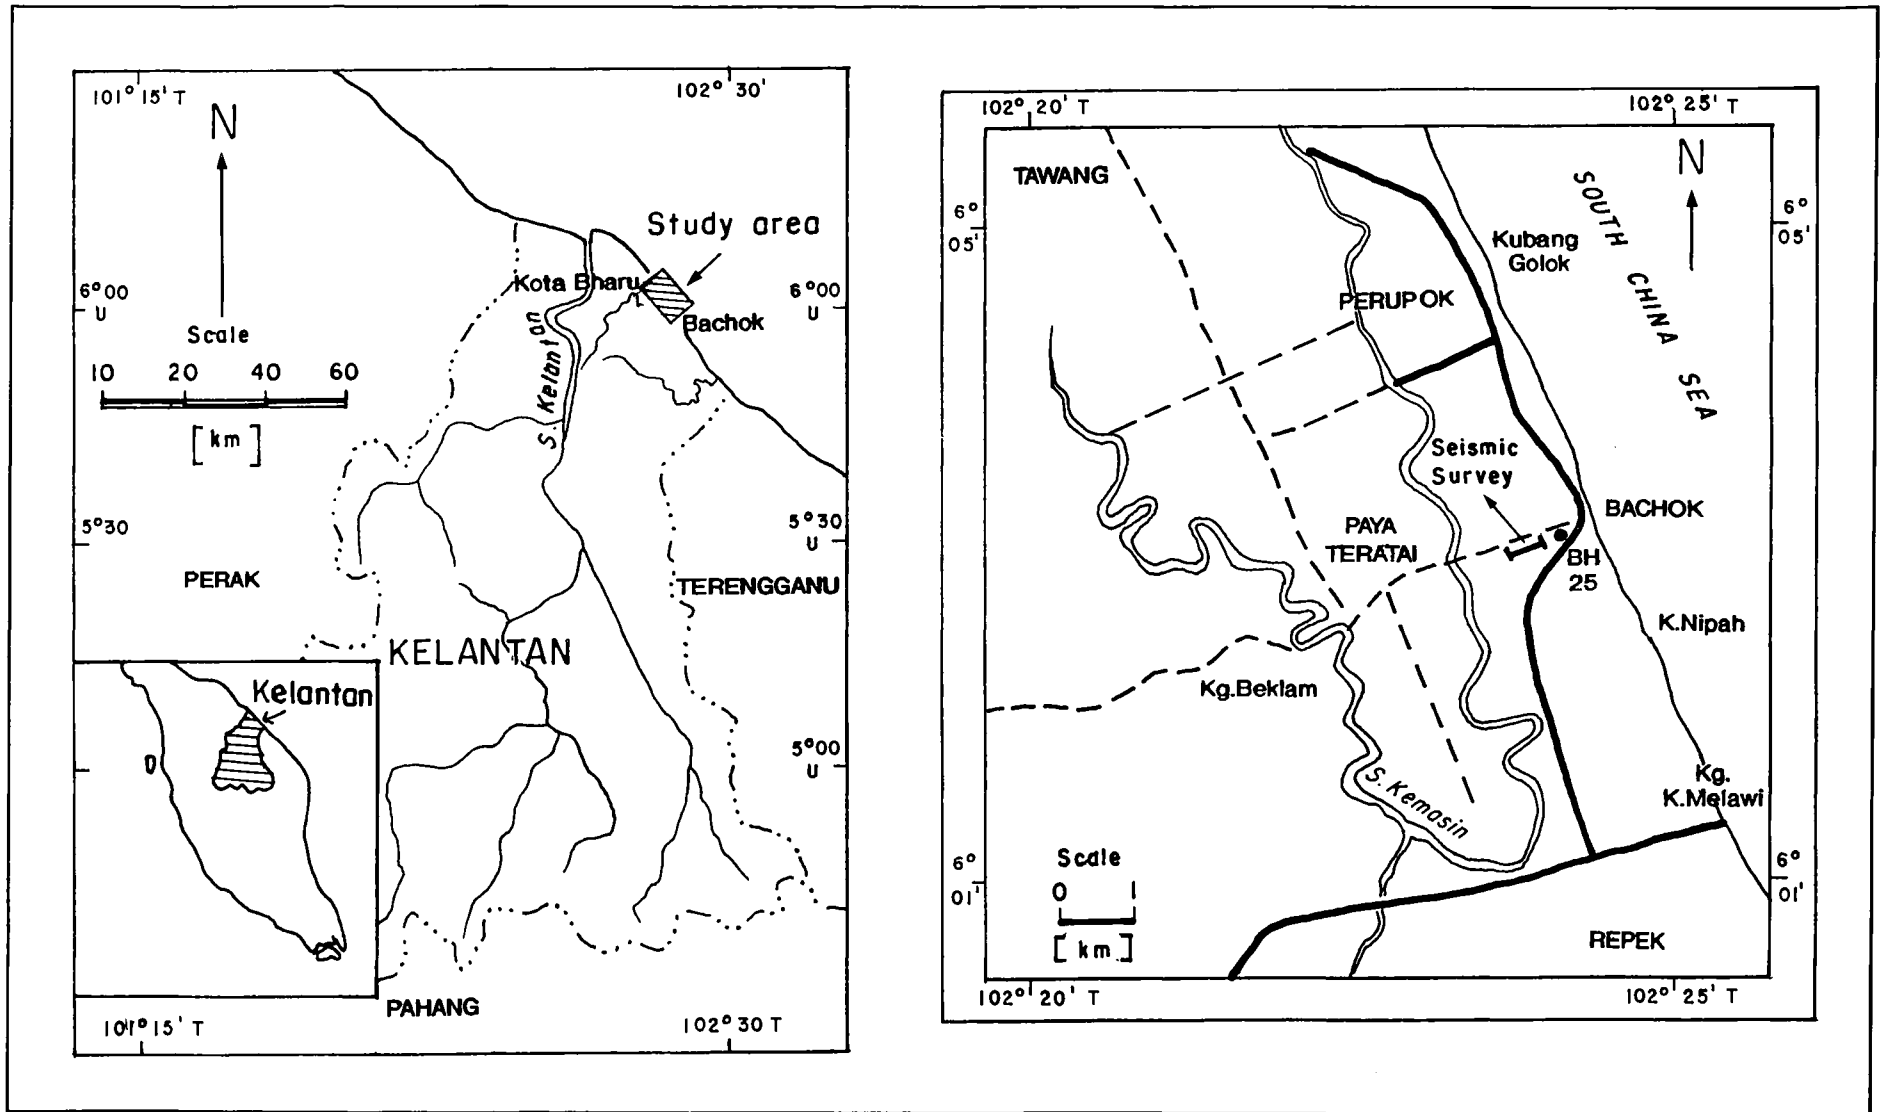 101° 15' T
102° 30'
N
Study area
Kota Bharu
Bachok
6° 00
U
6° 00
U
Scale
10 20 40 60
[km]
S. Kelantan
5° 30
5° 30
U
PERAK
TERENGGANU
KELANTAN
Kelantan
5° 00
U
PAHANG
101° 15' T
102° 30 T
102° 20' T
102° 25' T
TAWANG
N
SOUTH CHINA SEA
6°
05'
6°
05'
Kubang
Golok
PERUPOK
Seismic
Survey
BACHOK
PAYA
TERATAI
BH
25
K.Nipah
Kg.Beklam
Kg.
K.Melawi
S. Kemasin
Scale
0 1
[km]
6°
01'
6°
01'
REPEK
102° 20' T
102° 25' T